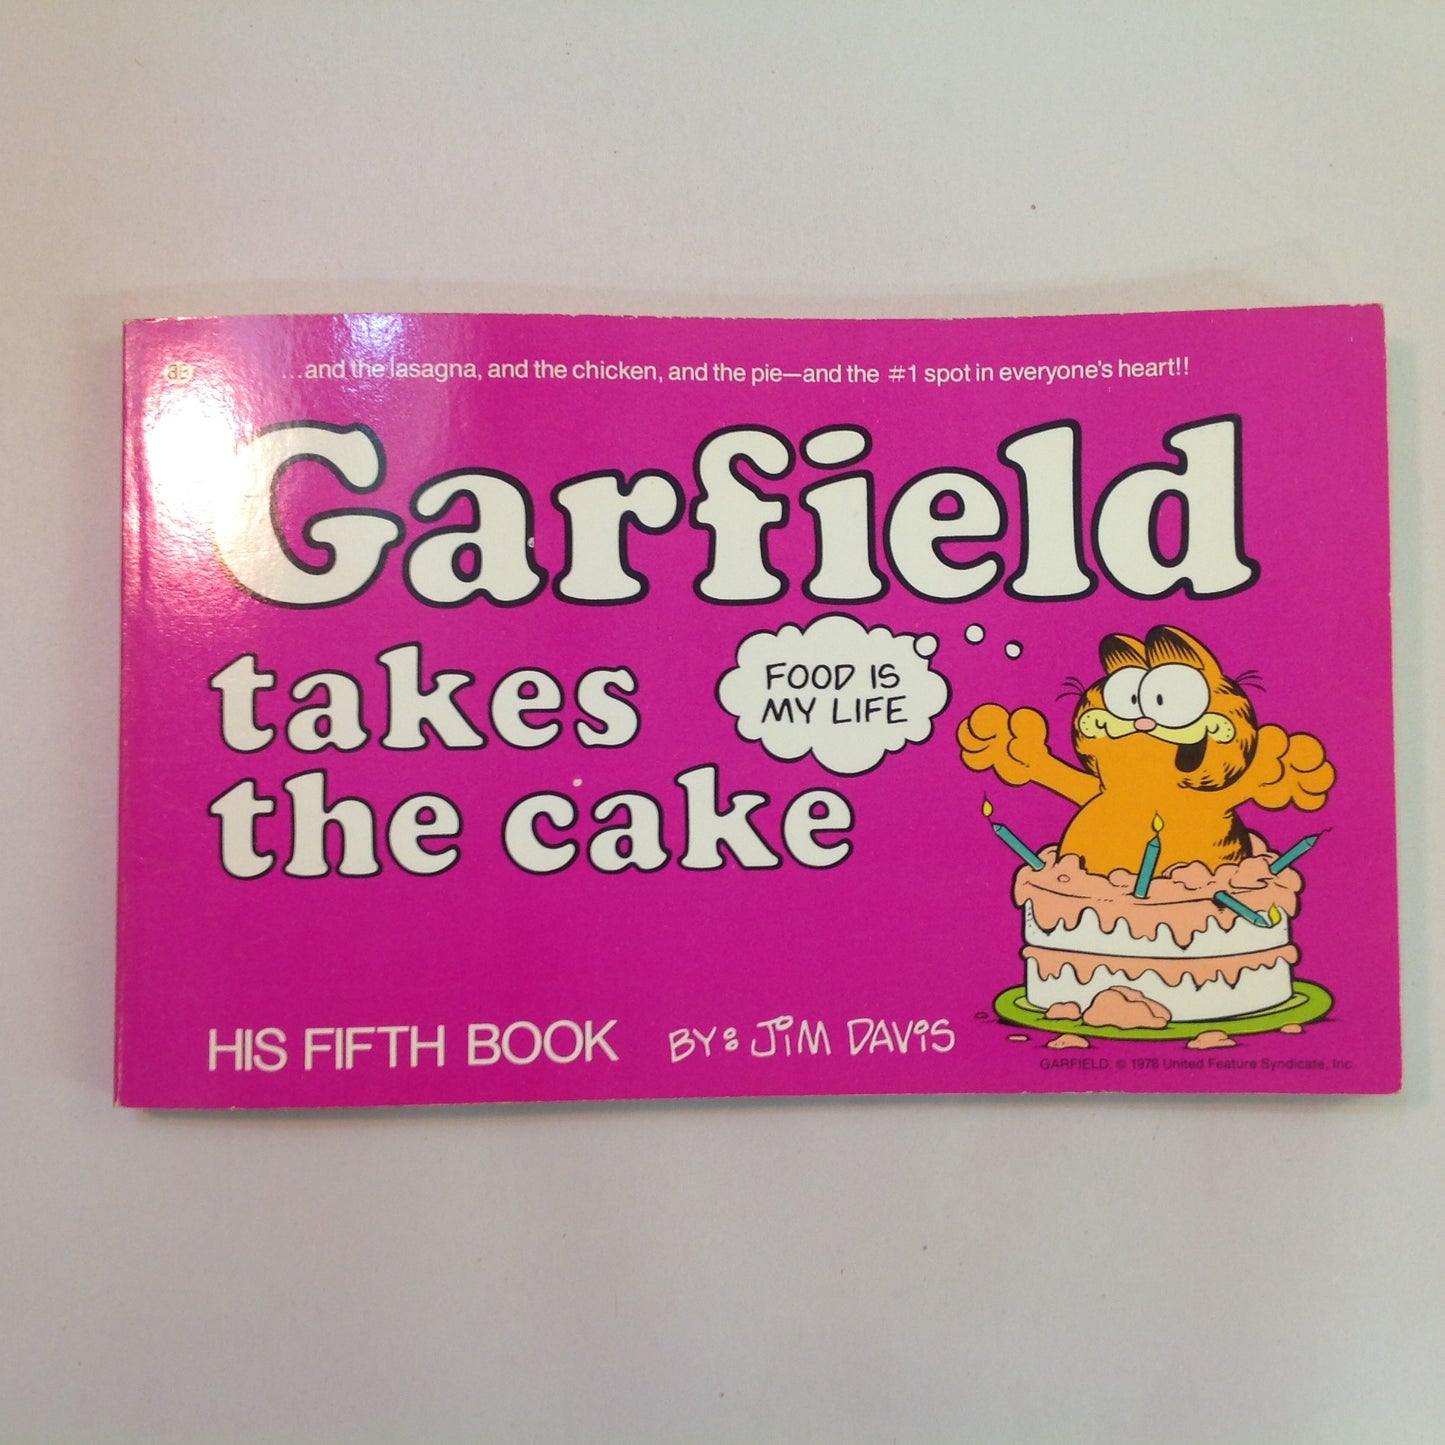 ...and the lasagna, and the chicken, and the pie—and the #1 spot in everyone's heart!!
Garfield
takes
the cake
FOOD IS
MY LIFE
HIS FIFTH BOOK BY: JIM DAVIS
GARFIELD: © 1978 United Feature Syndicate, Inc.